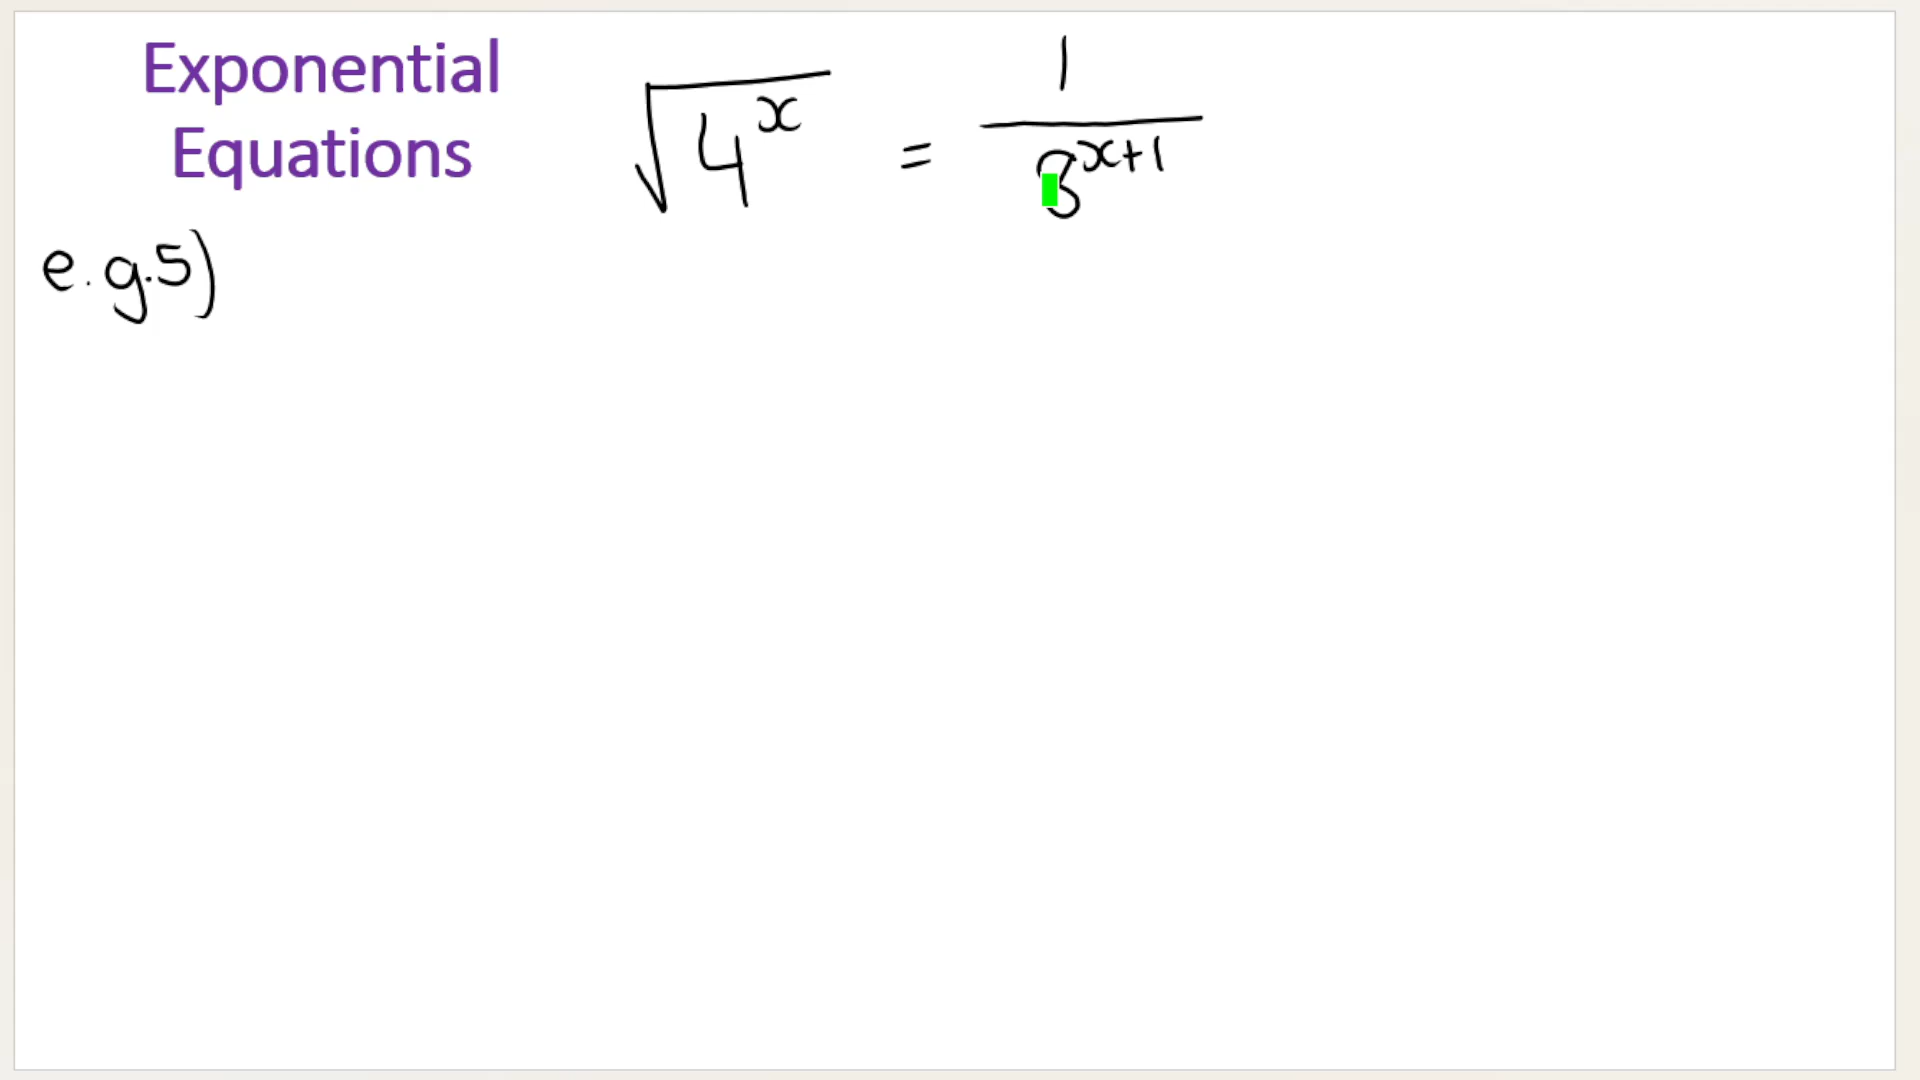 Exponential
Equations
√4^x = 1/8^(x+1)
e.g.5)